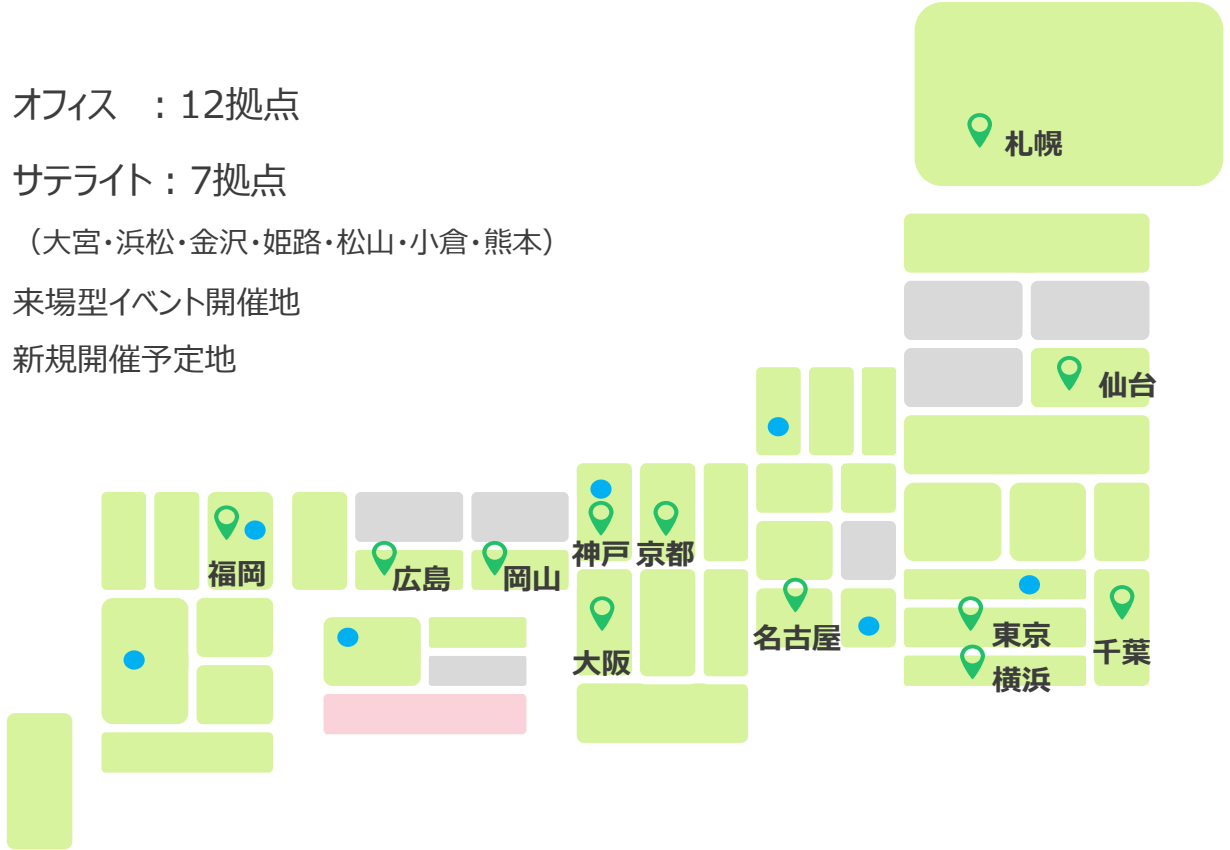 オフィス　：12拠点
サテライト：7拠点
（大宮・浜松・金沢・姫路・松山・小倉・熊本）
来場型イベント開催地
新規開催予定地
札幌
仙台
神戸
京都
福岡
広島
岡山
名古屋
東京
千葉
大阪
横浜